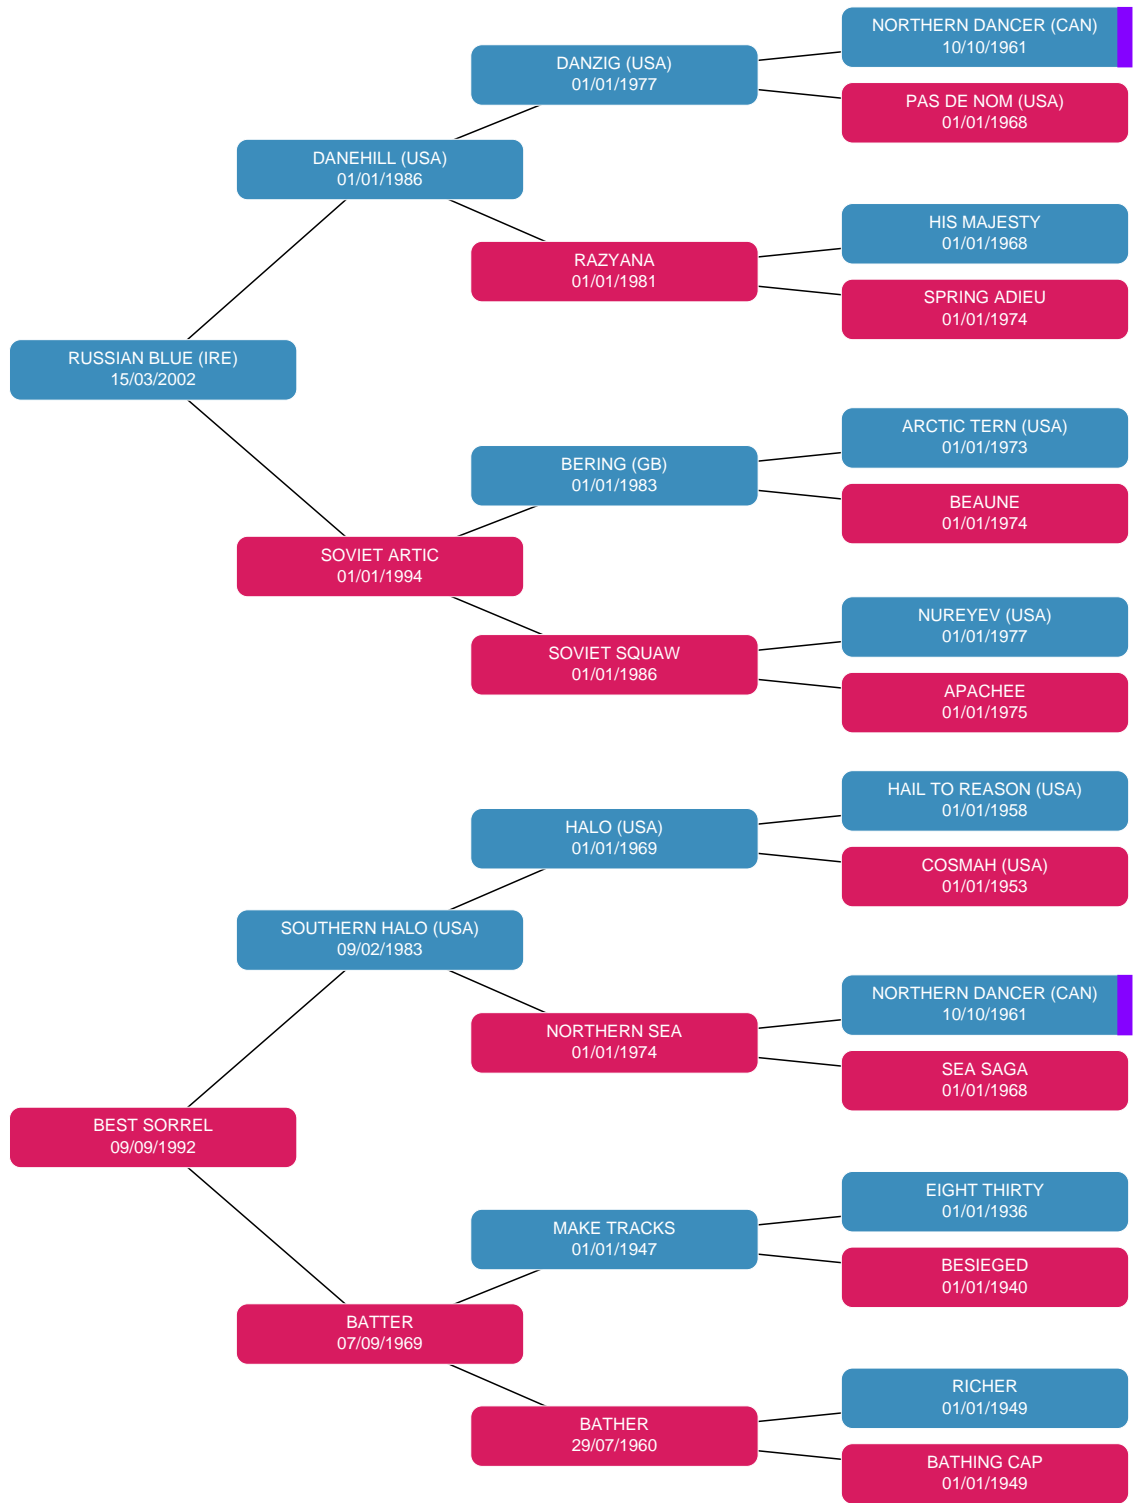 NORTHERN DANCER (CAN)
10/10/1961
DANZIG (USA)
01/01/1977
PAS DE NOM (USA)
01/01/1968
DANEHILL (USA)
01/01/1986
HIS MAJESTY
01/01/1968
RAZYANA
01/01/1981
SPRING ADIEU
01/01/1974
RUSSIAN BLUE (IRE)
15/03/2002
ARCTIC TERN (USA)
01/01/1973
BERING (GB)
01/01/1983
BEAUNE
01/01/1974
SOVIET ARTIC
01/01/1994
NUREYEV (USA)
01/01/1977
SOVIET SQUAW
01/01/1986
APACHEE
01/01/1975
HAIL TO REASON (USA)
01/01/1958
HALO (USA)
01/01/1969
COSMAH (USA)
01/01/1953
SOUTHERN HALO (USA)
09/02/1983
NORTHERN DANCER (CAN)
10/10/1961
NORTHERN SEA
01/01/1974
SEA SAGA
01/01/1968
BEST SORREL
09/09/1992
EIGHT THIRTY
01/01/1936
MAKE TRACKS
01/01/1947
BESIEGED
01/01/1940
BATTER
07/09/1969
RICHER
01/01/1949
BATHER
29/07/1960
BATHING CAP
01/01/1949